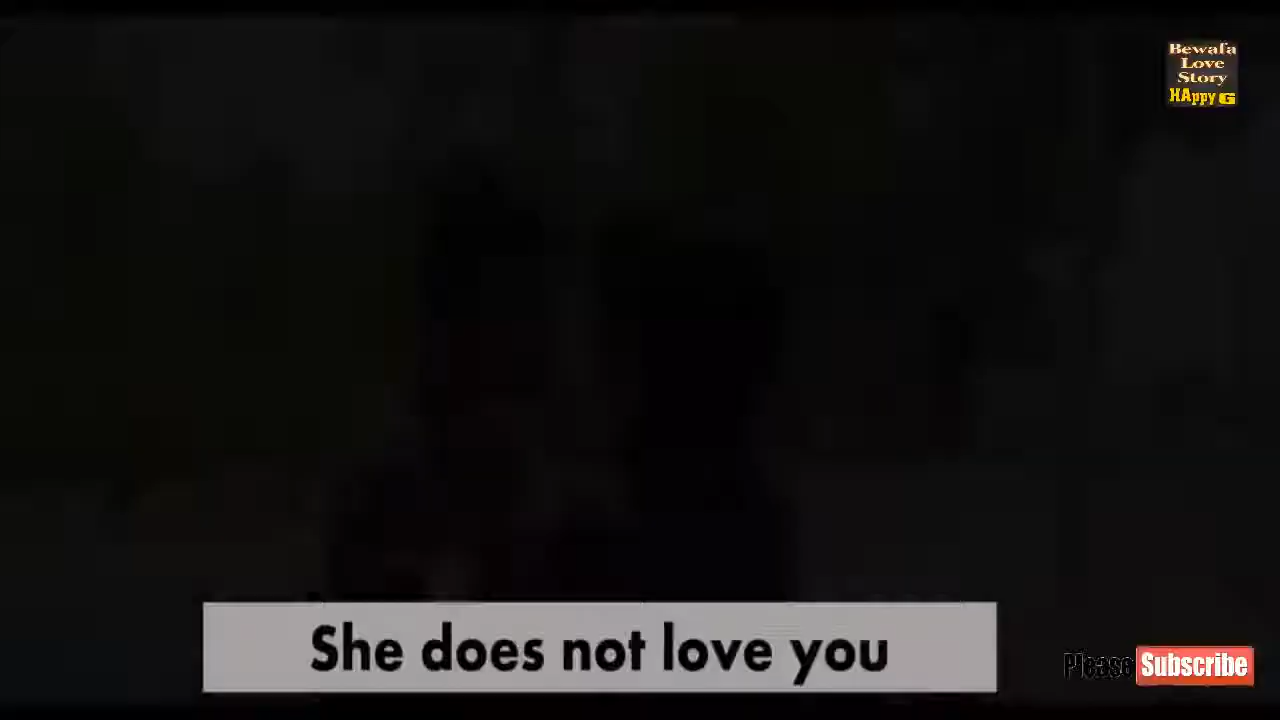 Bewafa
Love
Story
HAppy G
She does not love you
Please Subscribe